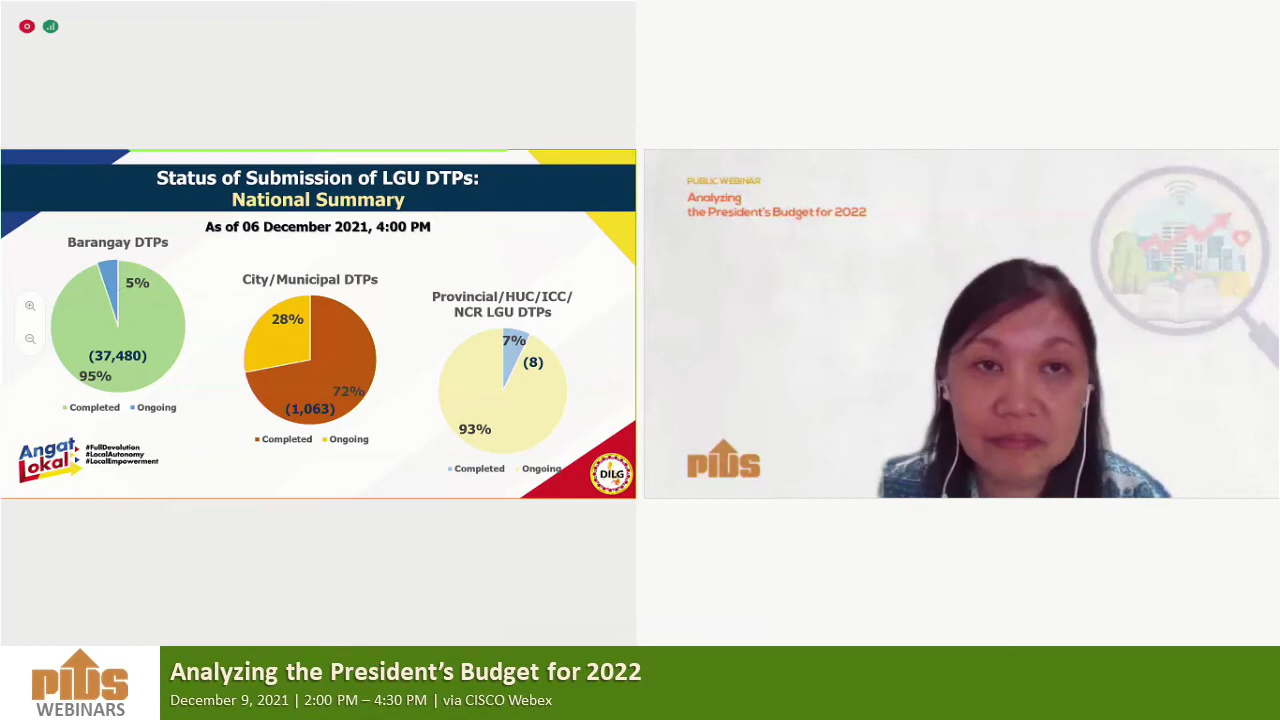 Status of Submission of LGU DTPs:
National Summary
As of 06 December 2021, 4:00 PM
Barangay DTPs
5%
(37,480)
95%
Completed Ongoing
City/Municipal DTPs
28%
72%
(1,063)
Completed Ongoing
Provincial/HUC/ICC/
NCR LGU DTPs
7%
(8)
93%
Completed Ongoing
Angat
Lokal
#FullDevolution
#LocalAutonomy
#LocalEmpowerment
DILG
PUBLIC WEBINAR
Analyzing
the President's Budget for 2022
PIDS
PIDS
WEBINARS
Analyzing the President's Budget for 2022
December 9, 2021 | 2:00 PM – 4:30 PM | via CISCO Webex